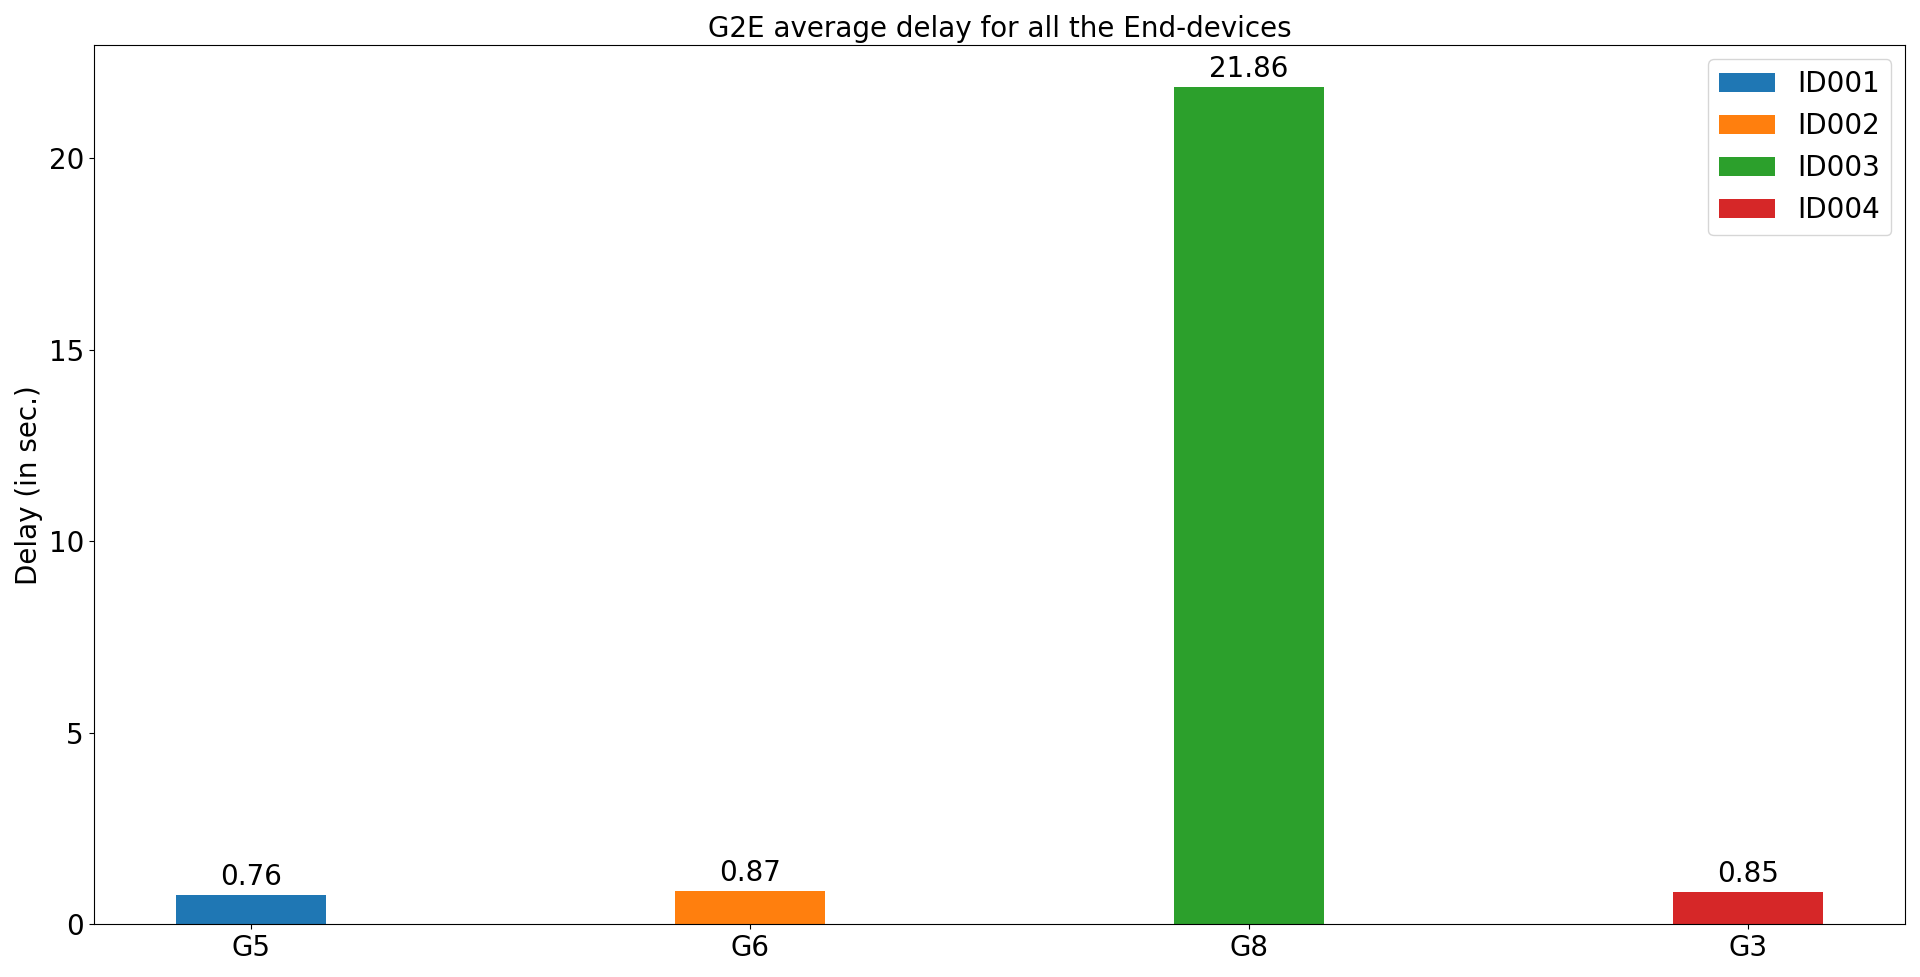 G2E average delay for all the End-devices
21.86
ID001
ID002
ID003
ID004
20
15
10
5
0
Delay (in sec.)
0.76
0.87
0.85
G5
G6
G8
G3